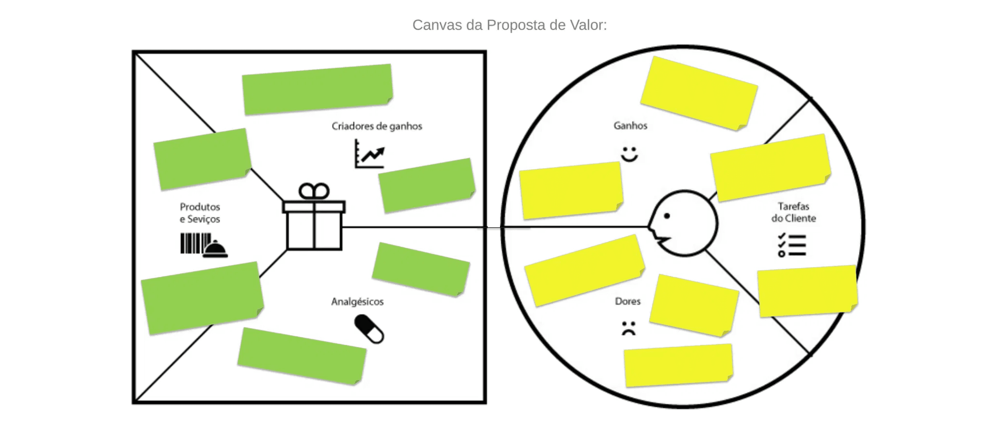 Canvas da Proposta de Valor:
Criadores de ganhos
Produtos
e Seviços
Analgésicos
Ganhos
Tarefas
do Cliente
Dores